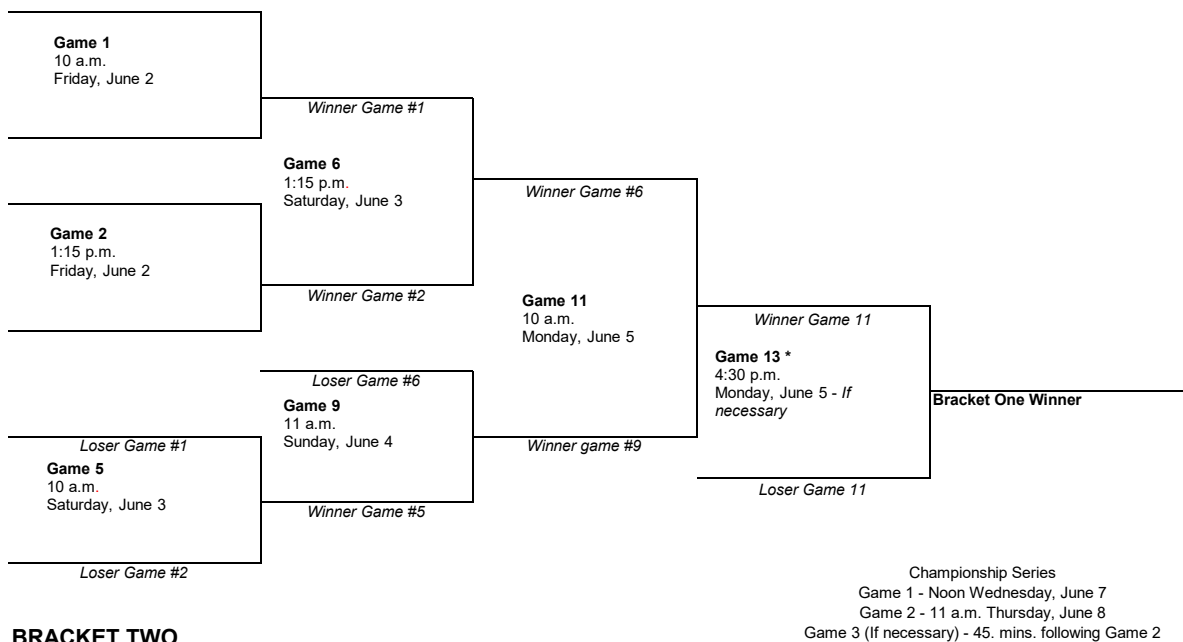 Game 1
10 a.m.
Friday, June 2
Winner Game #1
Game 6
1:15 p.m.
Saturday, June 3
Winner Game #6
Game 2
1:15 p.m.
Friday, June 2
Winner Game #2
Game 11
10 a.m.
Monday, June 5
Winner Game 11
Game 13 *
4:30 p.m.
Monday, June 5 - If
necessary
Bracket One Winner
Loser Game #6
Game 9
11 a.m.
Sunday, June 4
Loser Game #1
Winner game #9
Game 5
10 a.m.
Saturday, June 3
Loser Game 11
Winner Game #5
Loser Game #2
Championship Series
Game 1 - Noon Wednesday, June 7
Game 2 - 11 a.m. Thursday, June 8
Game 3 (If necessary) - 45. mins. following Game 2
BRACKET TWO